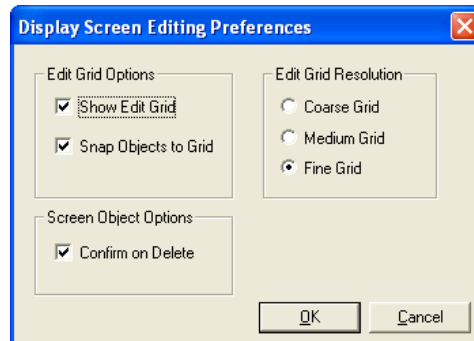 Display Screen Editing Preferences
Edit Grid Options
Show Edit Grid
Snap Objects to Grid
Edit Grid Resolution
Coarse Grid
Medium Grid
Fine Grid
Screen Object Options
Confirm on Delete
OK
Cancel